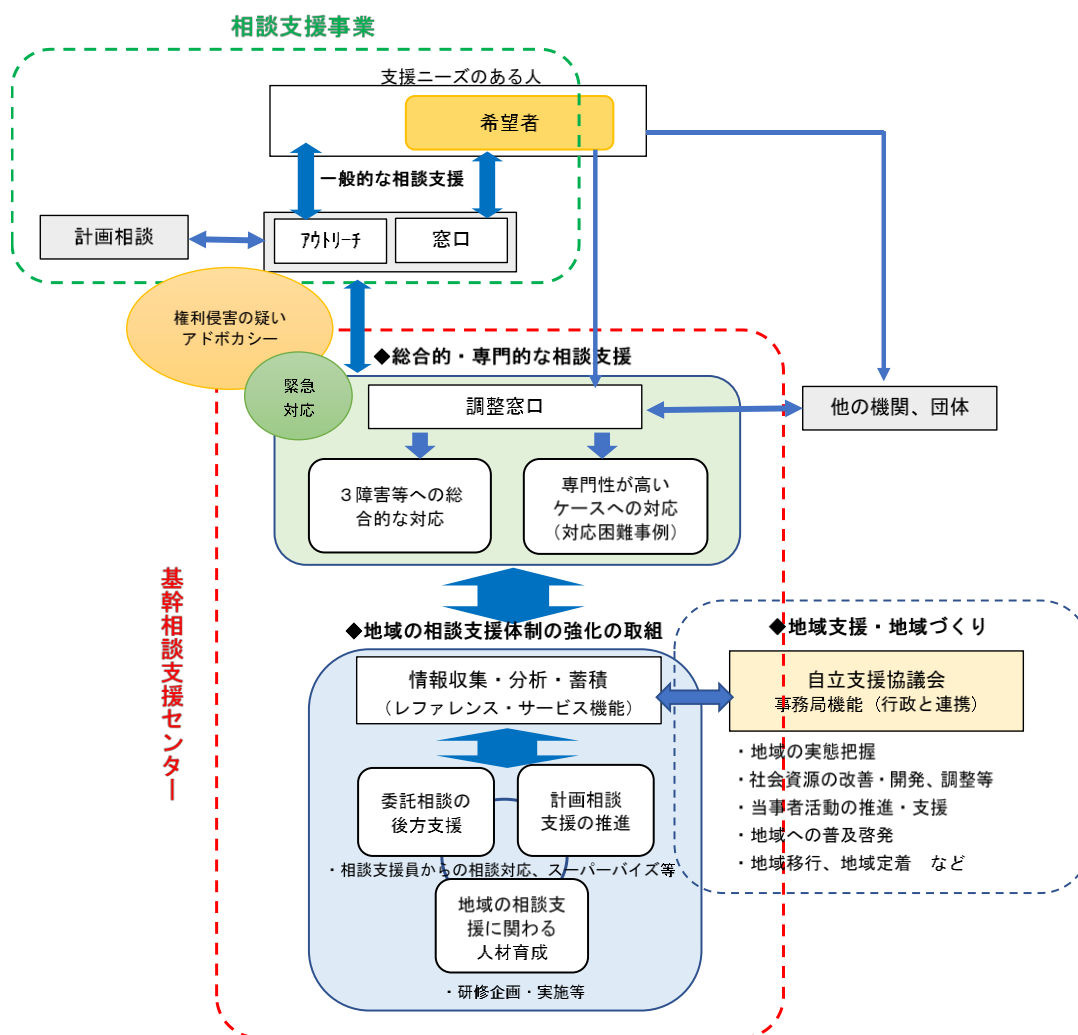 相談支援事業
支援ニーズのある人
希望者
一般的な相談支援
計画相談
ｱｳﾄﾘｰﾁ
窓口
権利侵害の疑い
アドボカシー
緊急
対応
◆総合的・専門的な相談支援
調整窓口
他の機関、団体
３障害等への総
合的な対応
専門性が高い
ケースへの対応
（対応困難事例）
基幹相談支援センター
◆地域の相談支援体制の強化の取組
情報収集・分析・蓄積
（レファレンス・サービス機能）
委託相談の
後方支援
計画相談
支援の推進
・相談支援員からの相談対応、スーパーバイズ等
地域の相談支
援に関わる
人材育成
・研修企画・実施等
◆地域支援・地域づくり
自立支援協議会
事務局機能（行政と連携）
・地域の実態把握
・社会資源の改善・開発、調整等
・当事者活動の推進・支援
・地域への普及啓発
・地域移行、地域定着　など